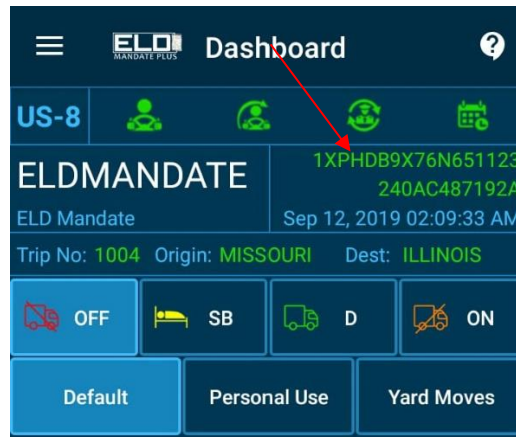 ELD
MANDATE PLUS
Dashboard
?
US-8
1XPHDB9X76N651123
240AC487192A
ELDMANDATE
ELD Mandate
Sep 12, 2019 02:09:33 AM
Trip No: 1004 Origin: MISSOURI Dest: ILLINOIS
OFF SB D ON
Default Personal Use Yard Moves